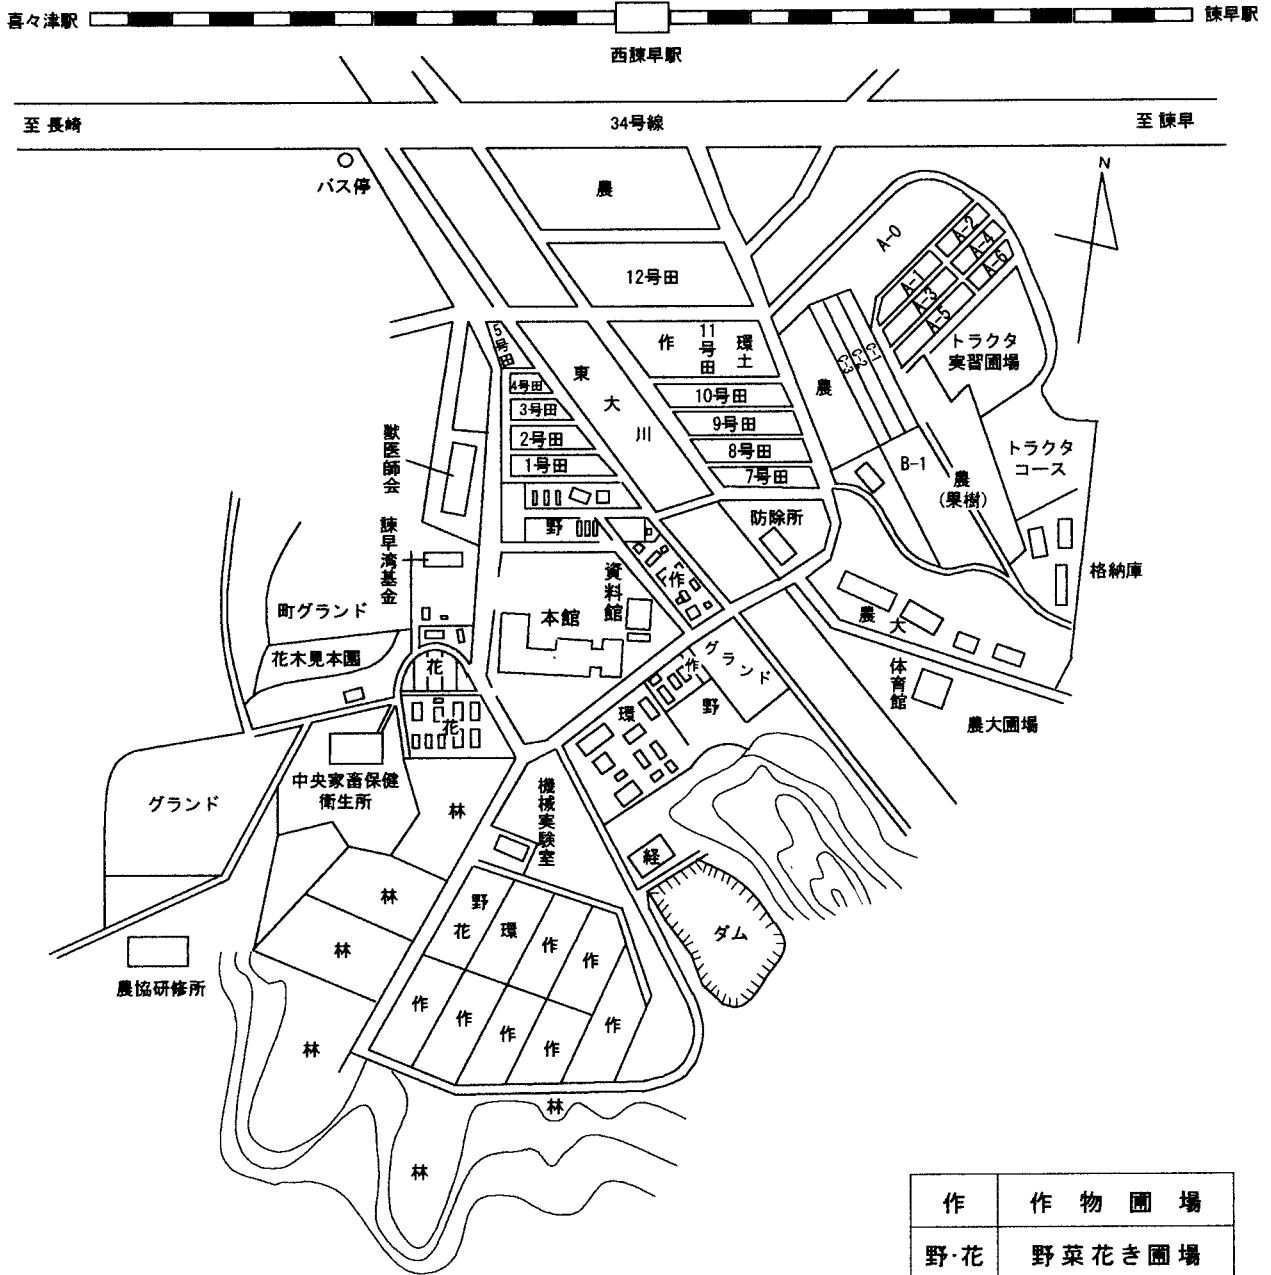 喜々津駅
諫早駅
西諫早駅
至 長崎
34号線
至 諫早
バス停
N
農
12号田
A-0
A-2
A-4
A-6
A-1
A-3
A-5
トラクタ
実習圃場
5号田
4号田
3号田
2号田
1号田
東大川
作
11号田
環土
10号田
9号田
8号田
7号田
農
C-3
C-2
C-1
B-1
農
(果樹)
トラクタ
コース
獣医師会
諫早湾基金
野
防除所
作
格納庫
資料館
本館
農大
町グランド
花木見本園
花
花
グランド
作
野
環
体育館
農大圃場
中央家畜保健
衛生所
グランド
林
機械実験室
経
林
野
花
環
作
作
ダム
林
農協研修所
作
作
作
作
作
林
林
林
作 作物圃場
野・花 野菜花き圃場